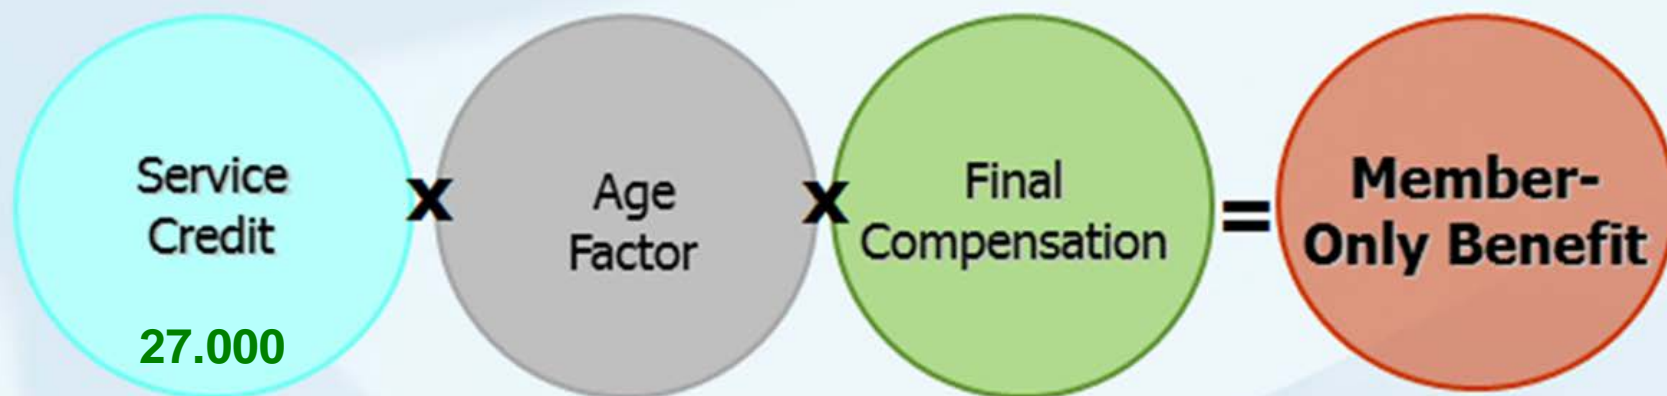 Service
Credit
27.000
x
Age
Factor
x
Final
Compensation
=
Member-
Only Benefit